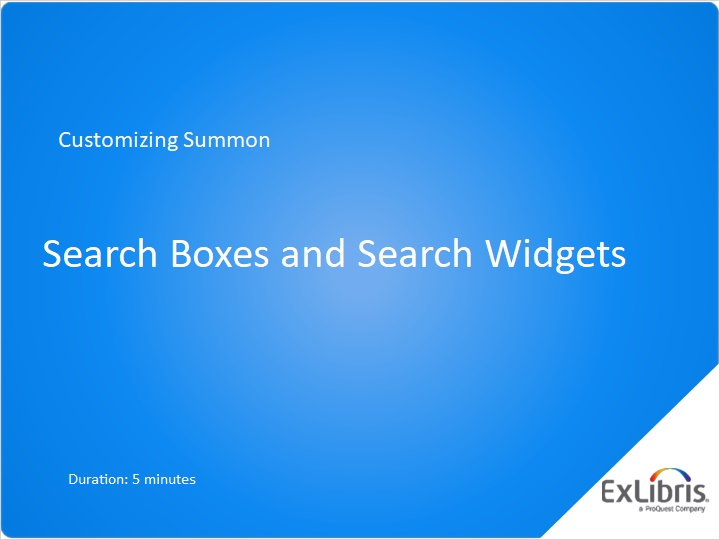 Customizing Summon
Search Boxes and Search Widgets
Duration: 5 minutes
ExLibris.
a ProQuest Company